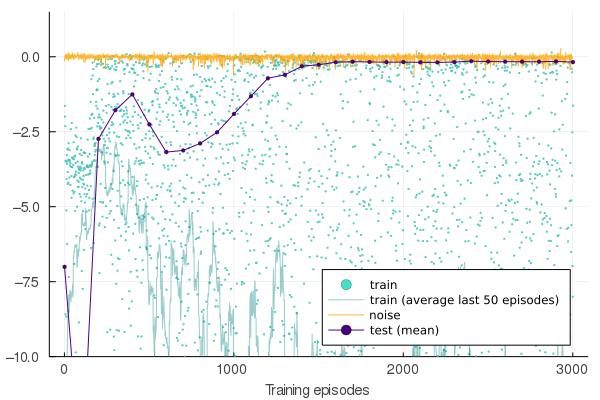 0.0
−2.5
−5.0
−7.5
−10.0
0
1000
2000
3000
Training episodes
train
train (average last 50 episodes)
noise
test (mean)